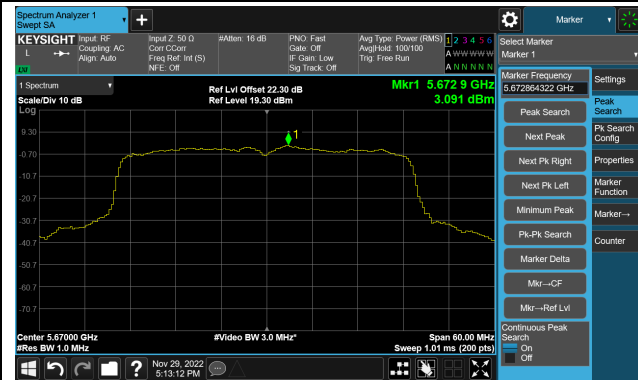 Spectrum Analyzer 1
Swept SA
Marker
KEYSIGHT
L
LXI
Input: RF
Coupling: AC
Align: Auto
Input Z: 50 Ω
Corr CCorr
Freq Ref: Int (S)
NFE: Off
#Atten: 16 dB
PNO: Fast
Gate: Off
IF Gain: Low
Sig Track: Off
Avg Type: Power (RMS)
Avg|Hold: 100/100
Trig: Free Run
1 2 3 4 5 6
A W W W W W
A N N N N N
Select Marker
Marker 1
1 Spectrum
Scale/Div 10 dB
Log
Ref Lvl Offset 22.30 dB
Ref Level 19.30 dBm
Mkr1 5.672 9 GHz
3.091 dBm
9.30
-0.70
-10.7
-20.7
-30.7
-40.7
-50.7
-60.7
-70.7
1
Center 5.67000 GHz
#Res BW 1.0 MHz
#Video BW 3.0 MHz*
Span 60.00 MHz
Sweep 1.01 ms (200 pts)
Marker Frequency
5.672864322 GHz
Peak Search
Next Peak
Next Pk Right
Next Pk Left
Minimum Peak
Pk-Pk Search
Marker Delta
Mkr→CF
Mkr→Ref Lvl
Continuous Peak
Search
On
Off
Settings
Peak
Search
Pk Search
Config
Properties
Marker
Function
Marker→
Counter
Nov 29, 2022
5:13:12 PM